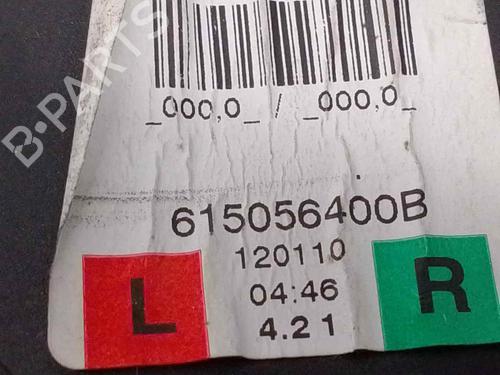 _000,0_ / _000,0_
615056400B
120110
L
04:46
R
4.21
B-PARTS